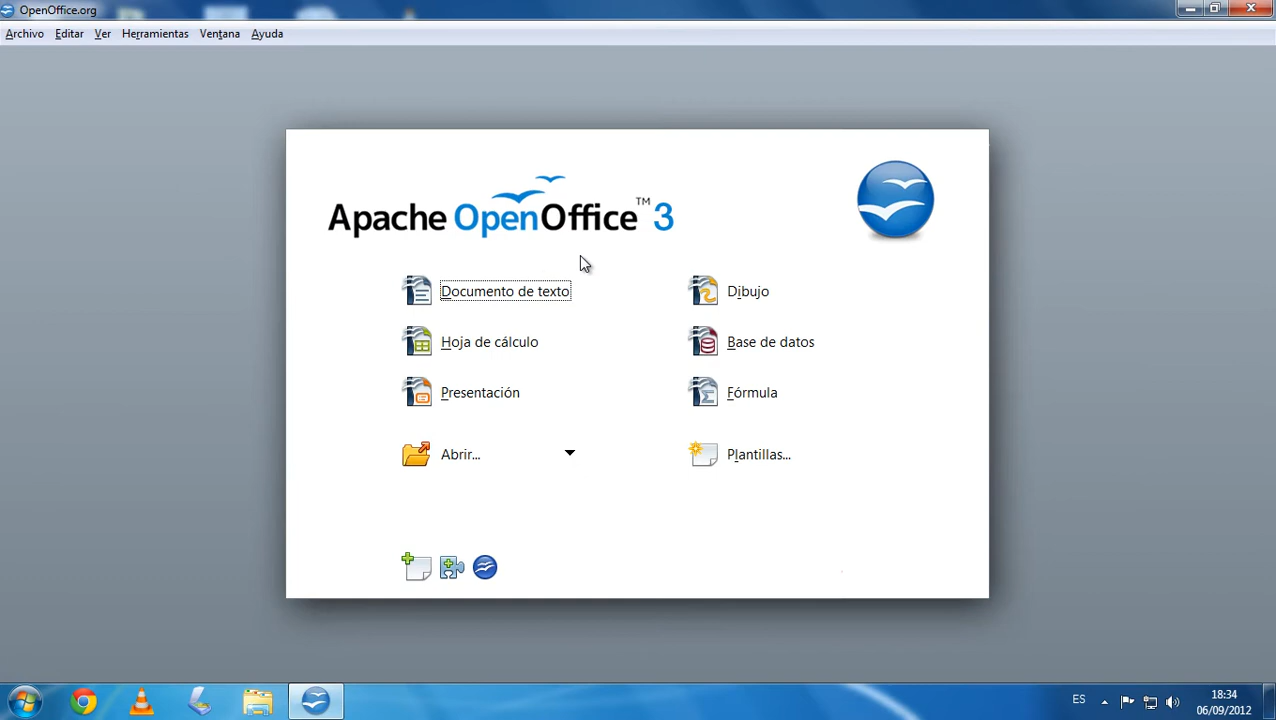 OpenOffice.org
Archivo Editar Ver Herramientas Ventana Ayuda
Apache OpenOffice™ 3
Documento de texto
Dibujo
Hoja de cálculo
Base de datos
Presentación
Fórmula
Abrir...
Plantillas...
ES
18:34
06/09/2012